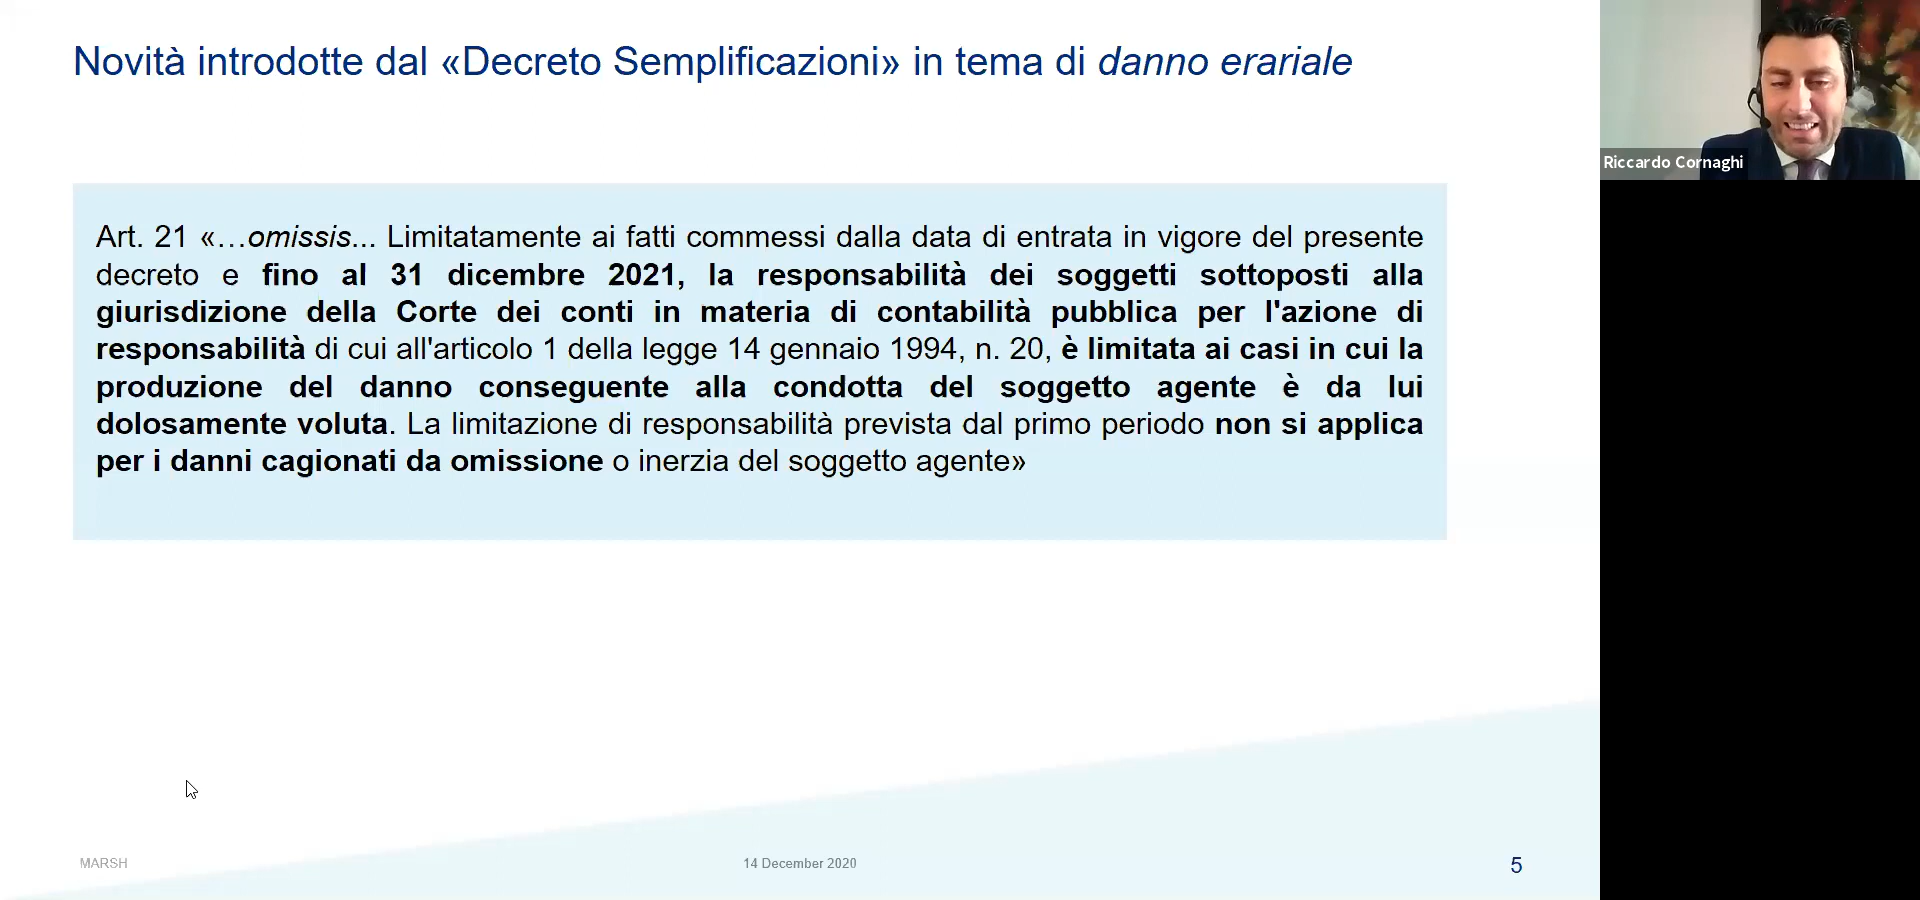 Novità introdotte dal «Decreto Semplificazioni» in tema di danno erariale
Riccardo Cornaghi
Art. 21 «…omissis... Limitatamente ai fatti commessi dalla data di entrata in vigore del presente
decreto e fino al 31 dicembre 2021, la responsabilità dei soggetti sottoposti alla
giurisdizione della Corte dei conti in materia di contabilità pubblica per l'azione di
responsabilità di cui all'articolo 1 della legge 14 gennaio 1994, n. 20, è limitata ai casi in cui la
produzione del danno conseguente alla condotta del soggetto agente è da lui
dolosamente voluta. La limitazione di responsabilità prevista dal primo periodo non si applica
per i danni cagionati da omissione o inerzia del soggetto agente»
MARSH
14 December 2020
5